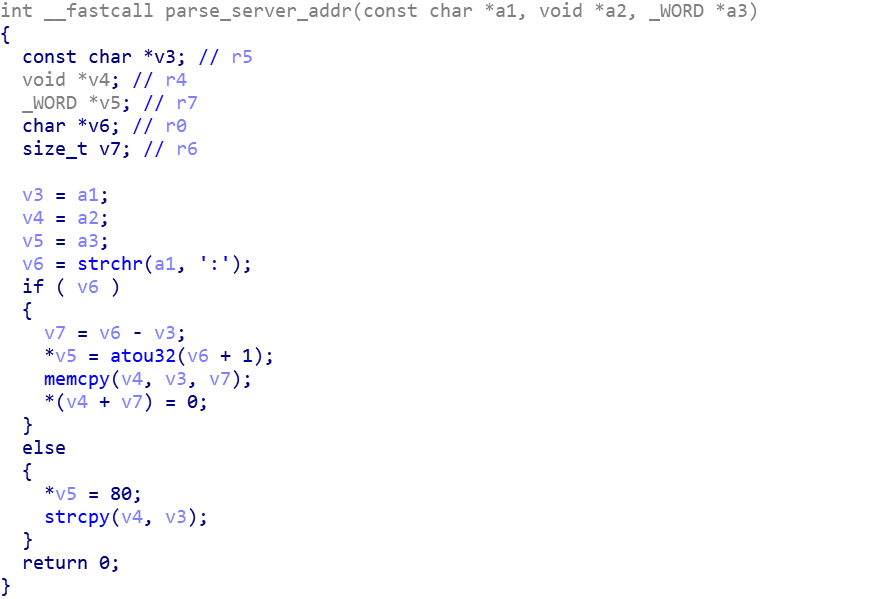 int __fastcall parse_server_addr(const char *a1, void *a2, _WORD *a3)
{
  const char *v3; // r5
  void *v4; // r4
  _WORD *v5; // r7
  char *v6; // r0
  size_t v7; // r6

  v3 = a1;
  v4 = a2;
  v5 = a3;
  v6 = strchr(a1, ':');
  if ( v6 )
  {
    v7 = v6 - v3;
    *v5 = atou32(v6 + 1);
    memcpy(v4, v3, v7);
    *(v4 + v7) = 0;
  }
  else
  {
    *v5 = 80;
    strcpy(v4, v3);
  }
  return 0;
}